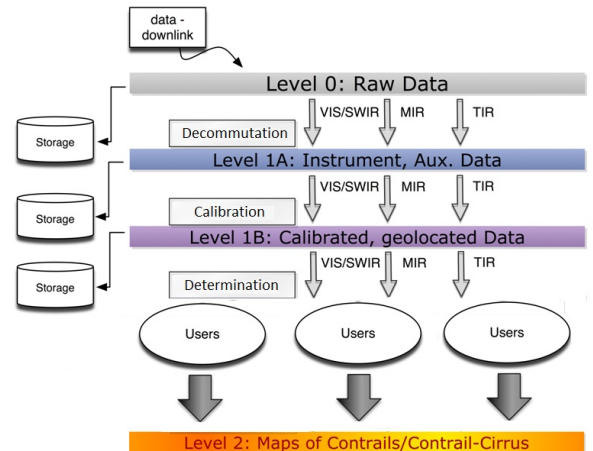 data -
downlink
Level 0: Raw Data
VIS/SWIR MIR TIR
Decommutation
Storage
Level 1A: Instrument, Aux. Data
VIS/SWIR MIR TIR
Calibration
Storage
Level 1B: Calibrated, geolocated Data
VIS/SWIR MIR TIR
Determination
Storage
Users Users Users
Level 2: Maps of Contrails/Contrail-Cirrus